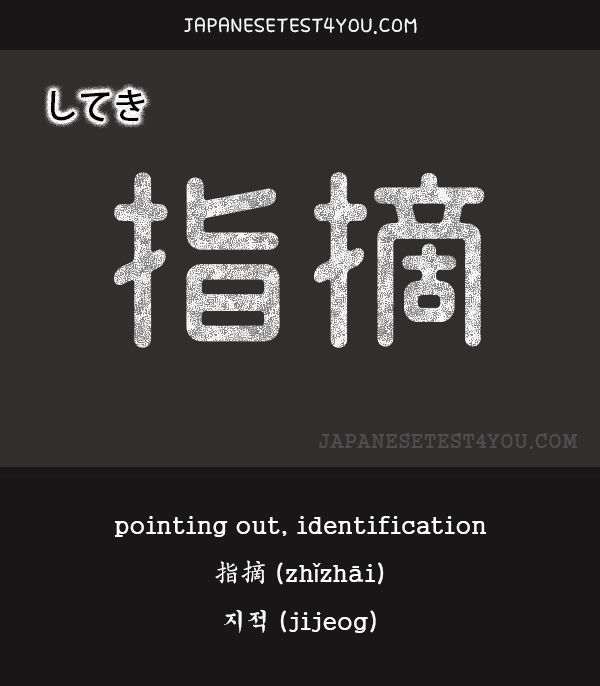 JAPANESETEST4YOU.COM
してき
指摘
JAPANESETEST4YOU.COM
pointing out, identification
指摘 (zhǐzhāi)
지적 (jijeog)